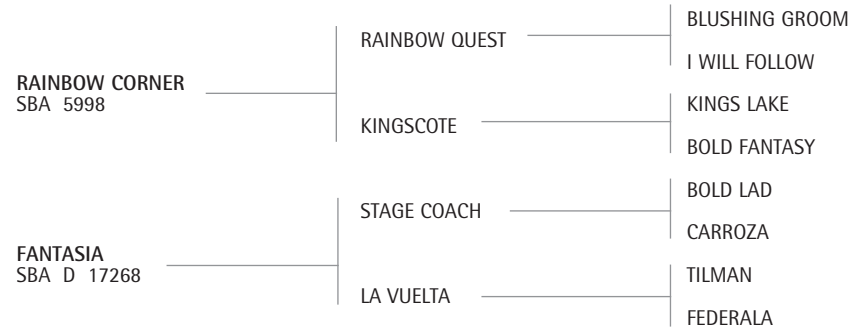 RAINBOW CORNER
SBA 5998
FANTASIA
SBA D 17268
RAINBOW QUEST
KINGSCOTE
STAGE COACH
LA VUELTA
BLUSHING GROOM
I WILL FOLLOW
KINGS LAKE
BOLD FANTASY
BOLD LAD
CARROZA
TILMAN
FEDERALA